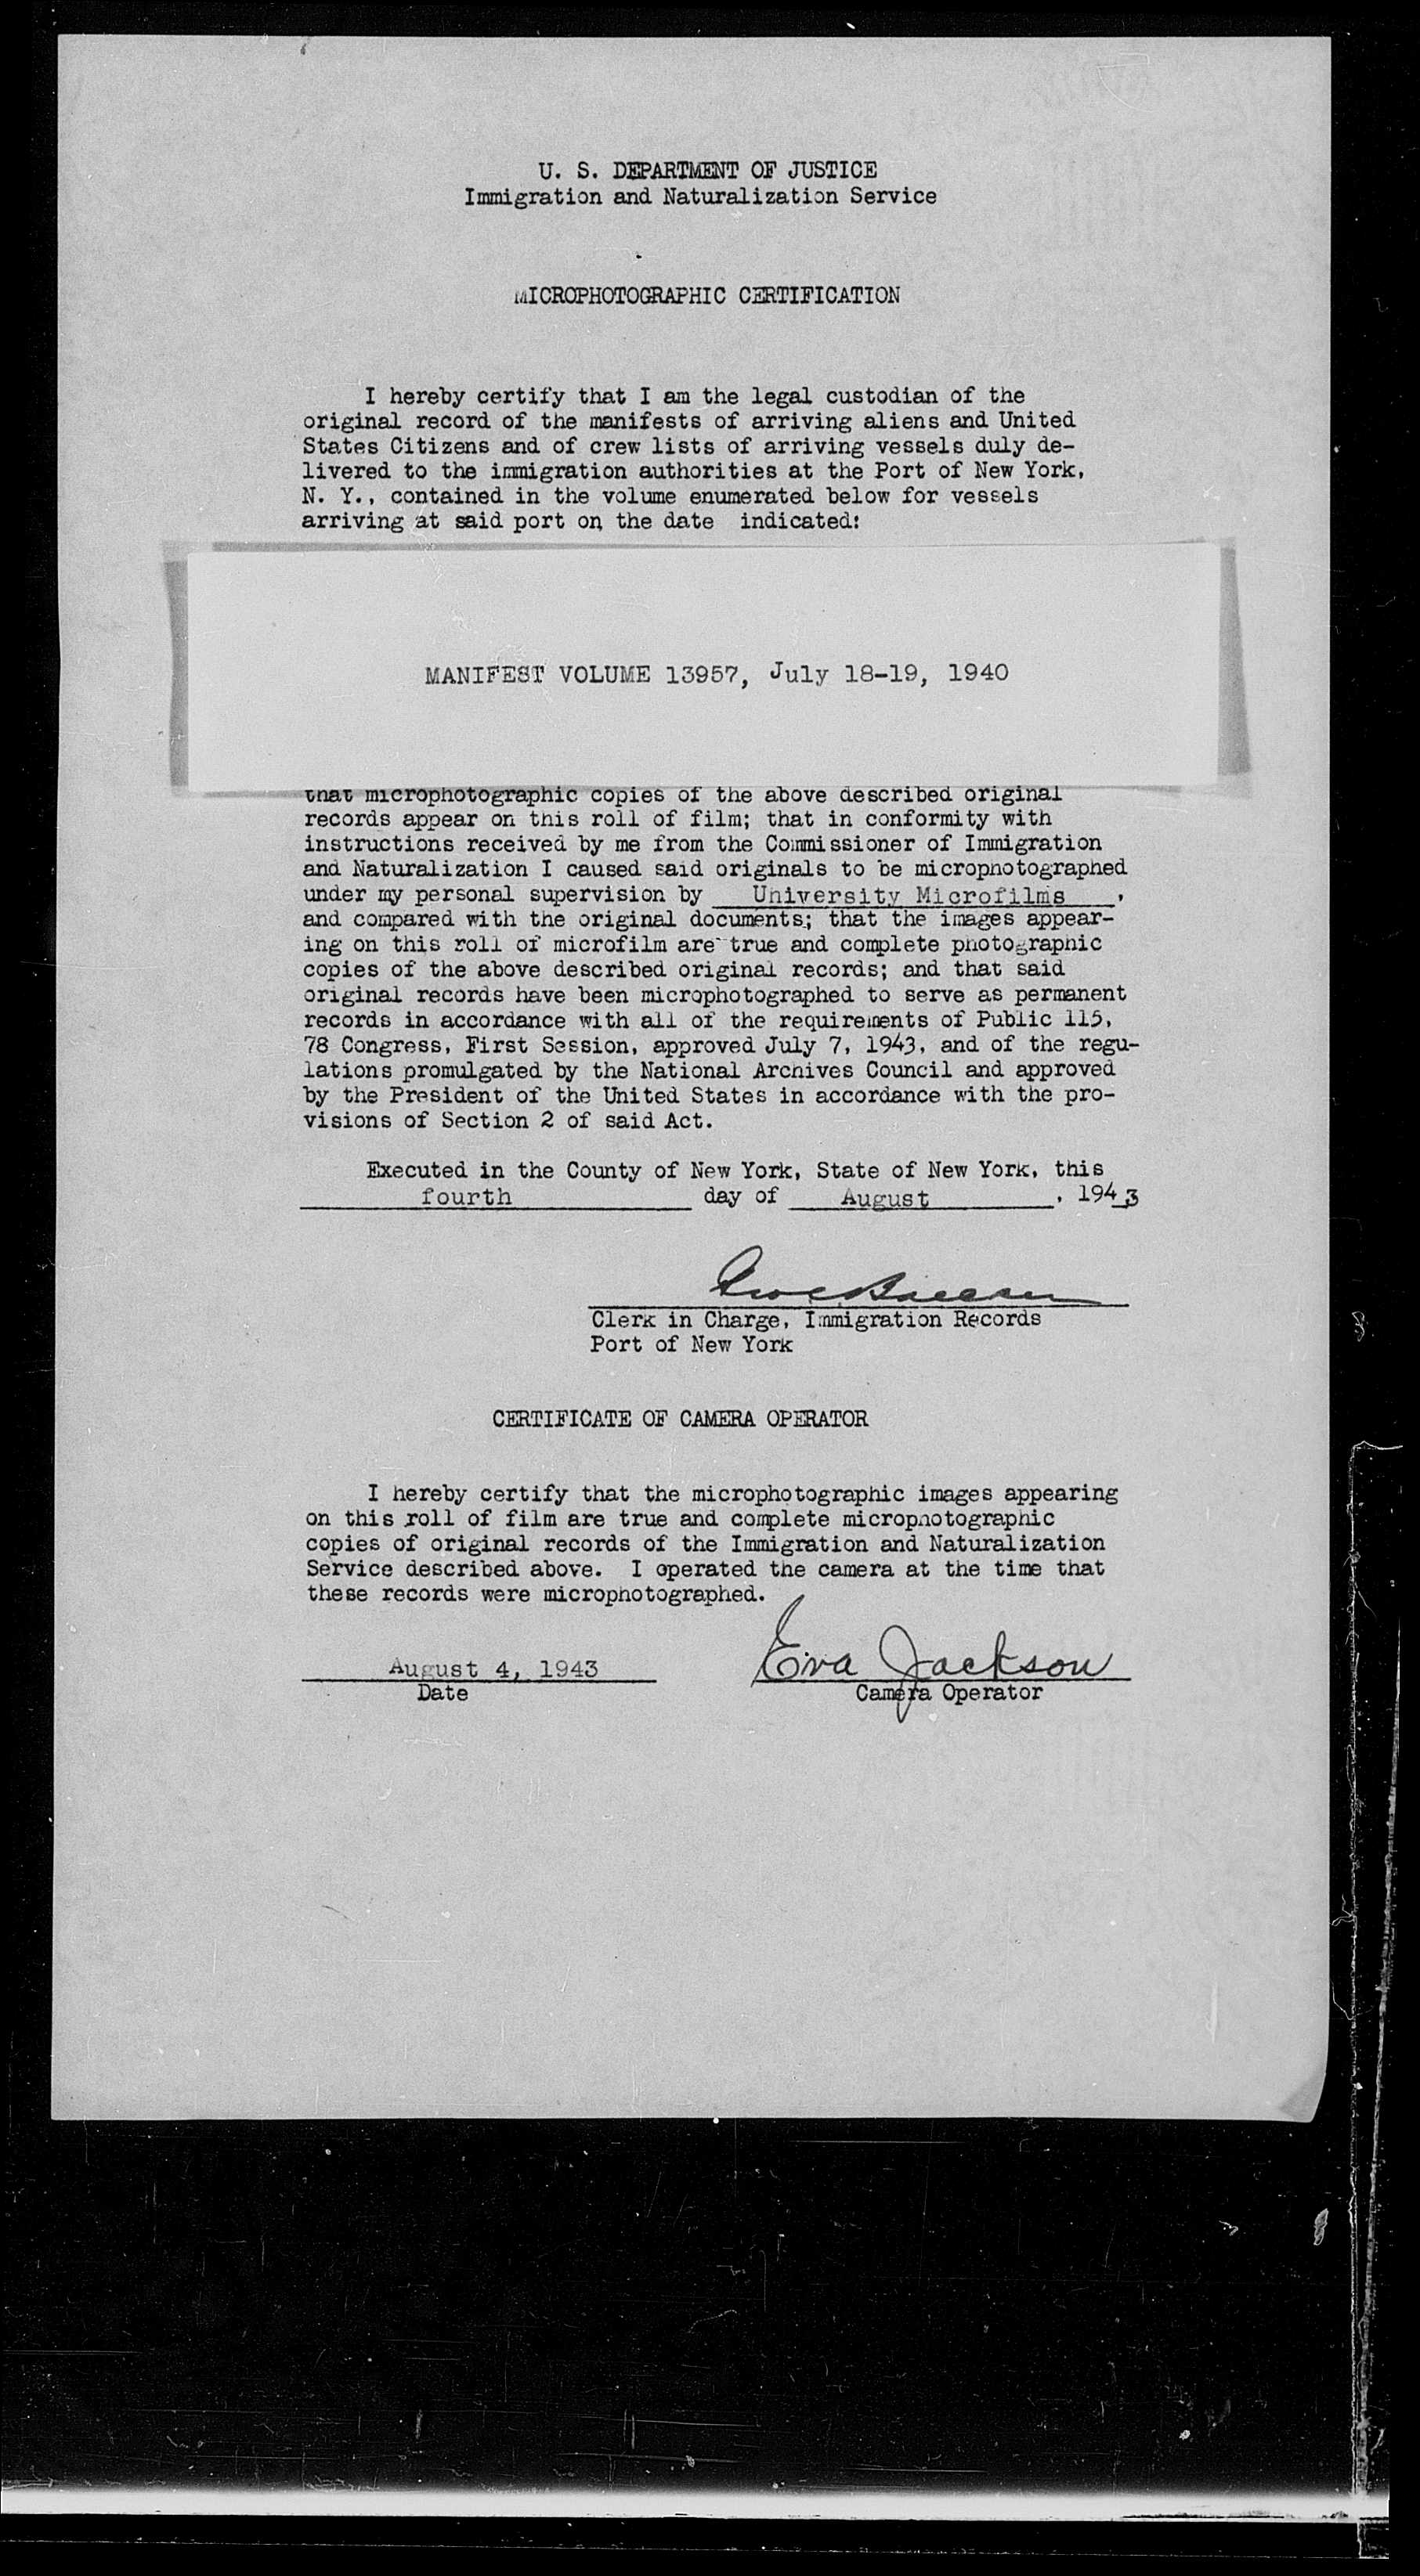 U. S. DEPARTMENT OF JUSTICE
Immigration and Naturalization Service
MICROPHOTOGRAPHIC CERTIFICATION
I hereby certify that I am the legal custodian of the
original record of the manifests of arriving aliens and United
States Citizens and of crew lists of arriving vessels duly de-
livered to the immigration authorities at the Port of New York,
N. Y., contained in the volume enumerated below for vessels
arriving at said port on the date indicated:
MANIFEST VOLUME 13957, July 18-19, 1940
that microphotographic copies of the above described original
records appear on this roll of film; that in conformity with
instructions received by me from the Commissioner of Immigration
and Naturalization I caused said originals to be microphotographed
under my personal supervision by University Microfilms,
and compared with the original documents; that the images appear-
ing on this roll of microfilm are true and complete photographic
copies of the above described original records; and that said
original records have been microphotographed to serve as permanent
records in accordance with all of the requirements of Public 115,
78 Congress, First Session, approved July 7, 1943, and of the regu-
lations promulgated by the National Archives Council and approved
by the President of the United States in accordance with the pro-
visions of Section 2 of said Act.
Executed in the County of New York, State of New York, this
fourth day of August, 1943
Clerk in Charge, Immigration Records
Port of New York
CERTIFICATE OF CAMERA OPERATOR
I hereby certify that the microphotographic images appearing
on this roll of film are true and complete microphotographic
copies of original records of the Immigration and Naturalization
Service described above. I operated the camera at the time that
these records were microphotographed.
August 4, 1943 Eva Jackson
Date Camera Operator